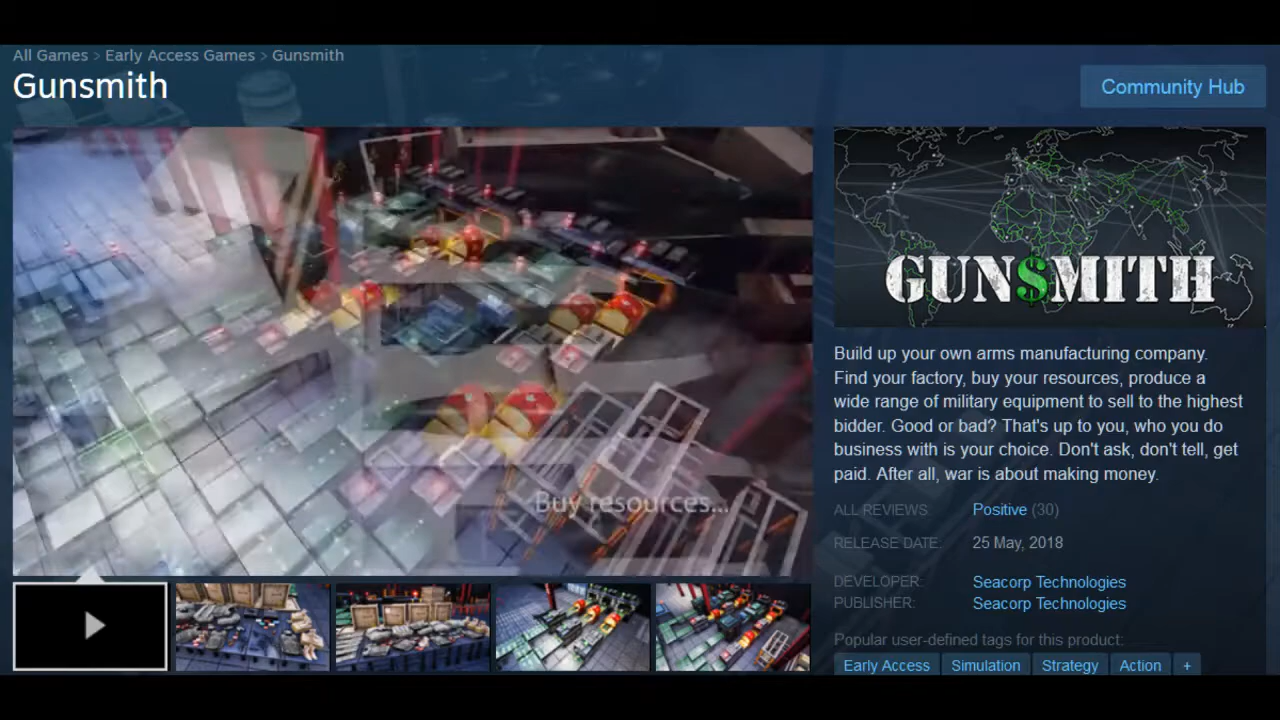 All Games > Early Access Games > Gunsmith
Gunsmith
Community Hub
GUN$MITH
Build up your own arms manufacturing company.
Find your factory, buy your resources, produce a
wide range of military equipment to sell to the highest
bidder. Good or bad? That's up to you, who you do
business with is your choice. Don't ask, don't tell, get
paid. After all, war is about making money.
Buy resources...
ALL REVIEWS: Positive (30)
RELEASE DATE: 25 May, 2018
DEVELOPER: Seacorp Technologies
PUBLISHER: Seacorp Technologies
Popular user-defined tags for this product:
Early Access Simulation Strategy Action +